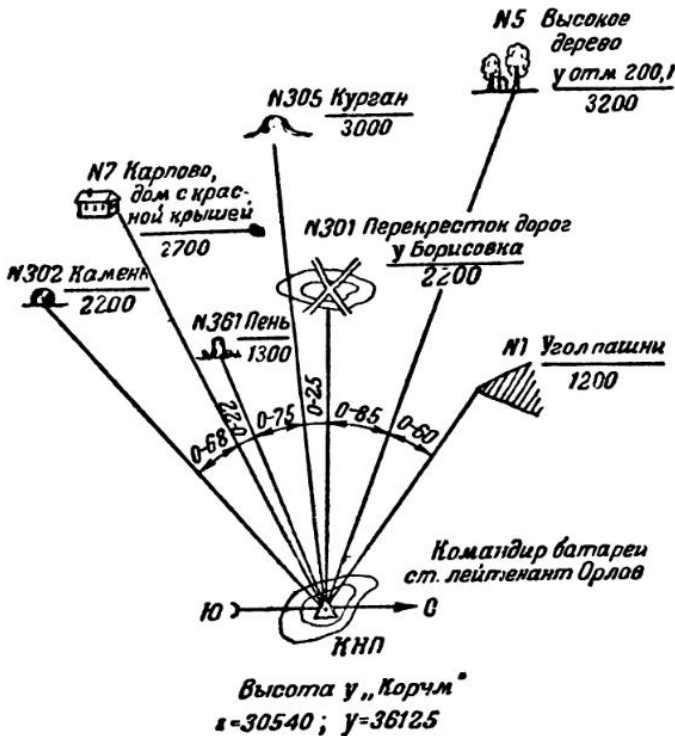 N5 Высокое
дерево
у отм 200,1
3200
N305 Курган
3000
N7 Карпово,
дом с крас-
ной крышей
2700
N301 Перекресток дорог
у Борисовка
2200
N302 Камень
2200
N361 Пень
1300
N1 Угол пашни
1200
0-68
0-22
0-75
0-25
0-85
0-60
Командир батареи
ст. лейтенант Орлов
Ю
С
КНП
Высота у „Корчм"
x=30540; y=36125